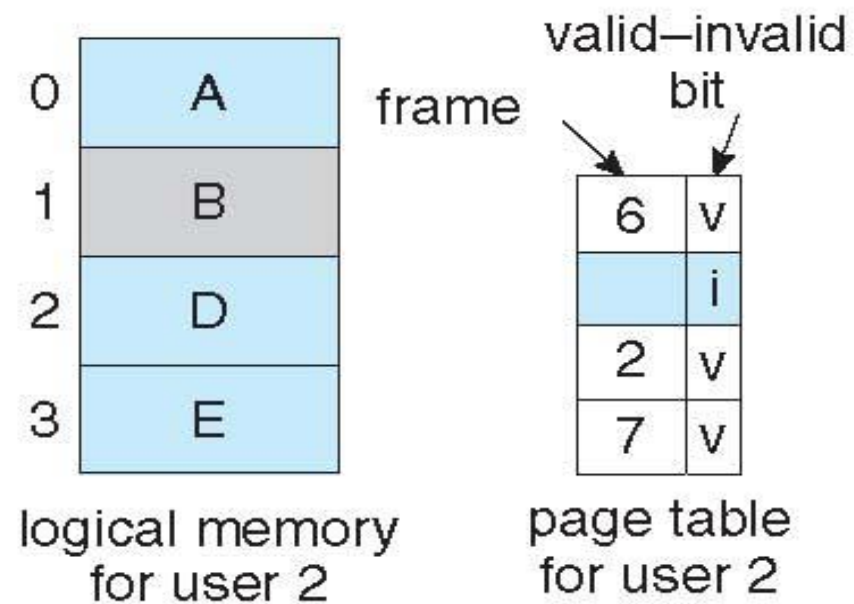 valid–invalid
bit
frame
0 A
1 B
2 D
3 E
6 v
i
2 v
7 v
logical memory
for user 2
page table
for user 2